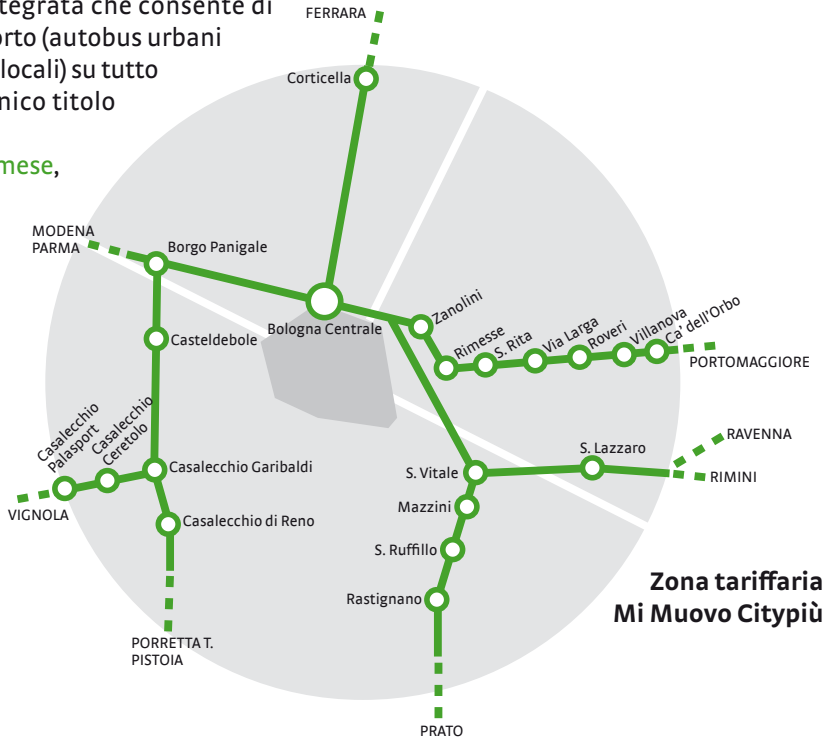 tegrata che consente di
orto (autobus urbani
locali) su tutto
nico titolo
mese,
FERRARA
Corticella
MODENA
PARMA
Borgo Panigale
Bologna Centrale
Zanolini
Rimesse
S. Rita
Via Larga
Roveri
Villanova
Ca' dell'Orbo
PORTOMAGGIORE
Casteldebole
Casalecchio
Palasport
Casalecchio
Ceretolo
Casalecchio Garibaldi
VIGNOLA
Casalecchio di Reno
PORRETTA T.
PISTOIA
S. Vitale
S. Lazzaro
RAVENNA
RIMINI
Mazzini
S. Ruffillo
Rastignano
PRATO
Zona tariffaria
Mi Muovo Citypiù